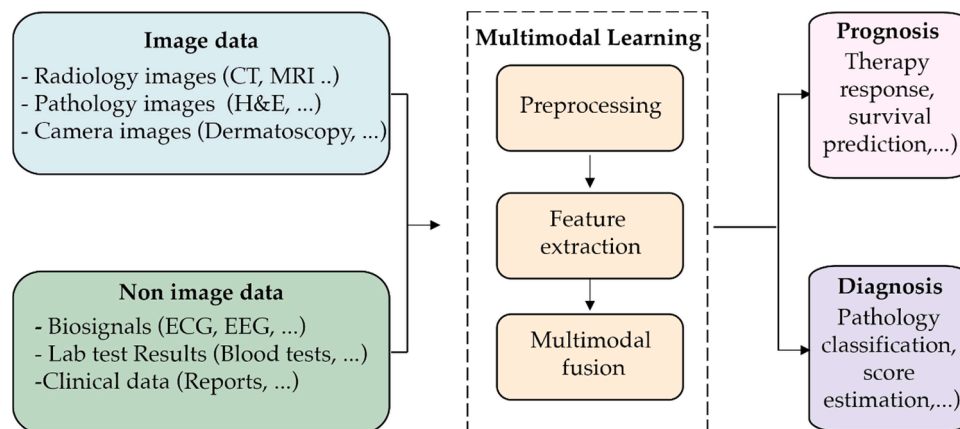 Image data
- Radiology images (CT, MRI ..)
- Pathology images (H&E, ...)
- Camera images (Dermatoscopy, ...)
Non image data
- Biosignals (ECG, EEG, ...)
- Lab test Results (Blood tests, ...)
-Clinical data (Reports, ...)
Multimodal Learning
Preprocessing
Feature
extraction
Multimodal
fusion
Prognosis
Therapy
response,
survival
prediction,...)
Diagnosis
Pathology
classification,
score
estimation,...)